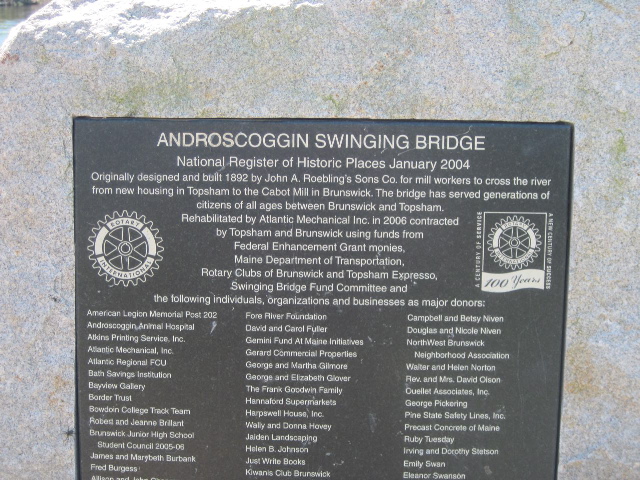 ANDROSCOGGIN SWINGING BRIDGE
National Register of Historic Places January 2004
Originally designed and built 1892 by John A. Roebling's Sons Co. for mill workers to cross the river
from new housing in Topsham to the Cabot Mill in Brunswick. The bridge has served generations of
citizens of all ages between Brunswick and Topsham.
Rehabilitated by Atlantic Mechanical Inc. in 2006 contracted
by Topsham and Brunswick using funds from
Federal Enhancement Grant monies,
Maine Department of Transportation,
Rotary Clubs of Brunswick and Topsham Expresso,
Swinging Bridge Fund Committee and
the following individuals, organizations and businesses as major donors:
ROTARY
INTERNATIONAL
A CENTURY OF SERVICE
A NEW CENTURY OF SUCCESS
ROTARY
INTERNATIONAL
100 Years
American Legion Memorial Post 202
Androscoggin Animal Hospital
Atkins Printing Service, Inc.
Atlantic Mechanical, Inc.
Atlantic Regional FCU
Bath Savings Institution
Bayview Gallery
Border Trust
Bowdoin College Track Team
Robert and Jeanne Brillant
Brunswick Junior High School
Student Council 2005-06
James and Marybeth Burbank
Fred Burgess
Fore River Foundation
David and Carol Fuller
Gemini Fund At Maine Initiatives
Gerard Commercial Properties
George and Martha Gilmore
George and Elizabeth Glover
The Frank Goodwin Family
Hannaford Supermarkets
Harpswell House, Inc.
Wally and Donna Hovey
Jaiden Landscaping
Helen B. Johnson
Just Write Books
Kiwanis Club Brunswick
Campbell and Betsy Niven
Douglas and Nicole Niven
NorthWest Brunswick
Neighborhood Association
Walter and Helen Norton
Rev. and Mrs. David Olson
Ouellet Associates, Inc.
George Pickering
Pine State Safety Lines, Inc.
Precast Concrete of Maine
Ruby Tuesday
Irving and Dorothy Stetson
Emily Swan
Eleanor Swanson